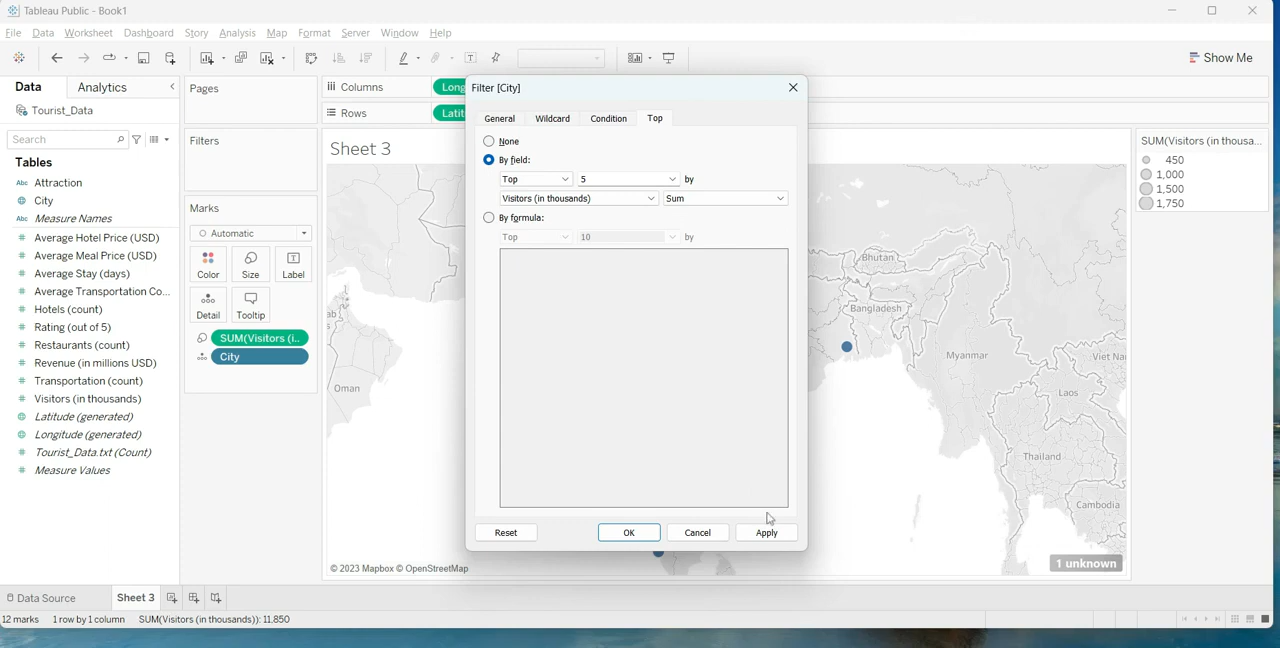 Tableau Public - Book1
File Data Worksheet Dashboard Story Analysis Map Format Server Window Help
Show Me
Data Analytics
Tourist_Data
Search
Tables
Abc Attraction
City
Abc Measure Names
# Average Hotel Price (USD)
# Average Meal Price (USD)
# Average Stay (days)
# Average Transportation Co...
# Hotels (count)
# Rating (out of 5)
# Restaurants (count)
# Revenue (in millions USD)
# Transportation (count)
# Visitors (in thousands)
Latitude (generated)
Longitude (generated)
# Tourist_Data.txt (Count)
# Measure Values
Pages
Filters
Marks
Automatic
Color Size Label
Detail Tooltip
SUM(Visitors (i..
City
Columns Long
Rows Latit
Sheet 3
Filter [City]
General Wildcard Condition Top
None
By field:
Top 5 by
Visitors (in thousands) Sum
By formula:
Top 10 by
Reset OK Cancel Apply
Oman
Bhutan
Bangladesh
Myanmar
Viet Na
Laos
Thailand
Cambodia
1 unknown
© 2023 Mapbox © OpenStreetMap
SUM(Visitors (in thousa...
450
1,000
1,500
1,750
Data Source Sheet 3
12 marks 1 row by 1 column SUM(Visitors (in thousands)): 11,850